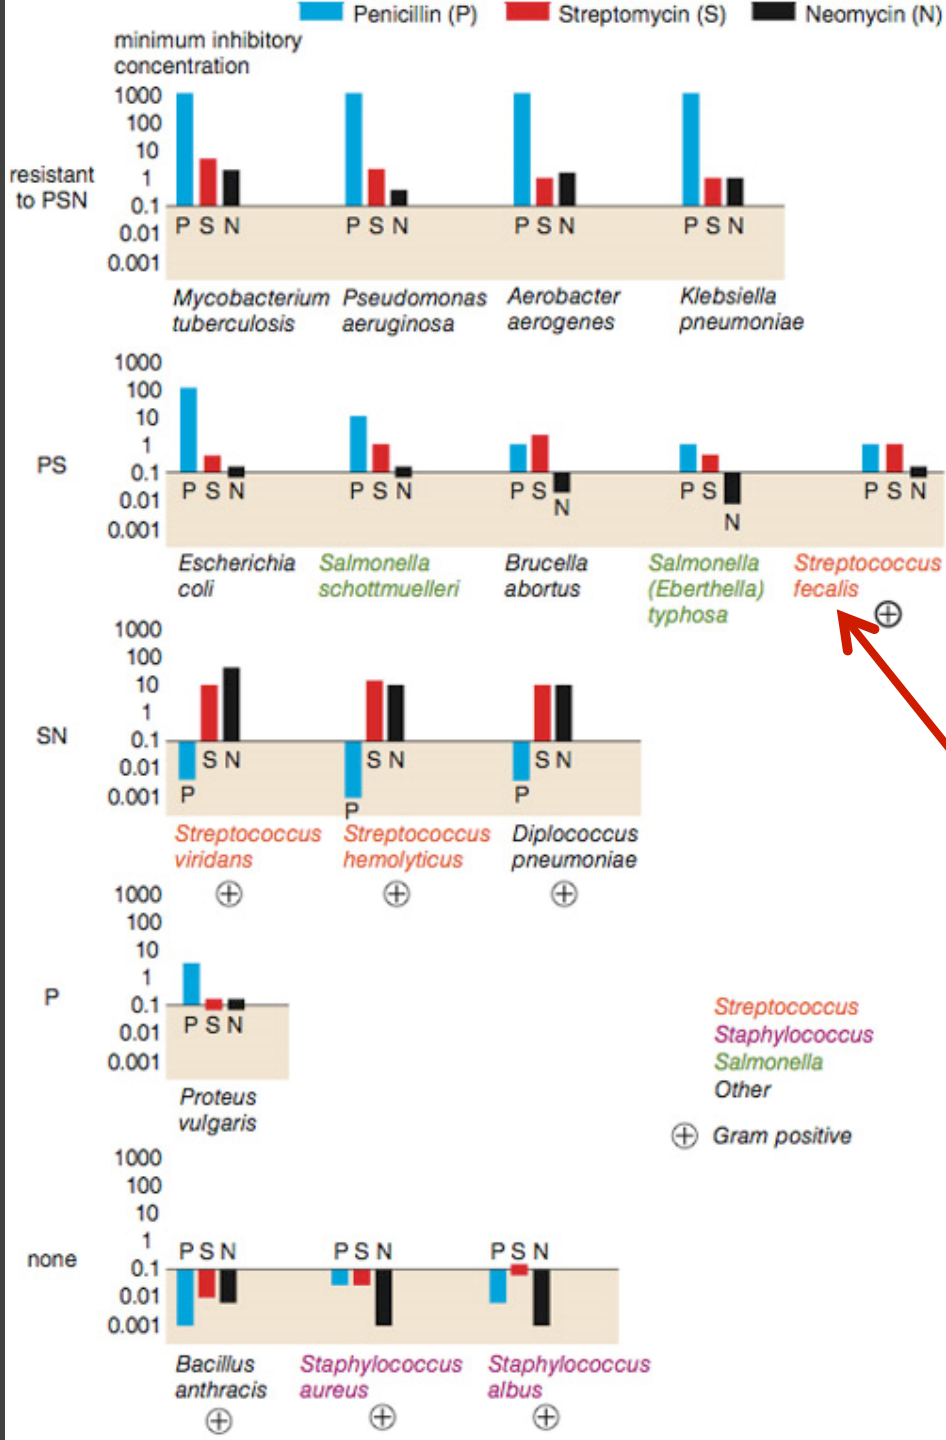 Penicillin (P) Streptomycin (S) Neomycin (N)
minimum inhibitory
concentration
1000
100
10
1
0.1
0.01
0.001
resistant
to PSN
P S N P S N P S N P S N
Mycobacterium Pseudomonas Aerobacter Klebsiella
tuberculosis aeruginosa aerogenes pneumoniae
1000
100
10
1
0.1
0.01
0.001
PS
P S N P S N P S N P S N P S N
Escherichia Salmonella Brucella Salmonella Streptococcus
coli schottmuelleri abortus (Eberthella) fecalis
typhosa
1000
100
10
1
0.1
0.01
0.001
SN
P S N P S N P S N
Streptococcus Streptococcus Diplococcus
viridans hemolyticus pneumoniae
1000
100
10
1
0.1
0.01
0.001
P
P S N
Proteus
vulgaris
Streptococcus
Staphylococcus
Salmonella
Other
Gram positive
1000
100
10
1
0.1
0.01
0.001
none
P S N P S N P S N
Bacillus Staphylococcus Staphylococcus
anthracis aureus albus